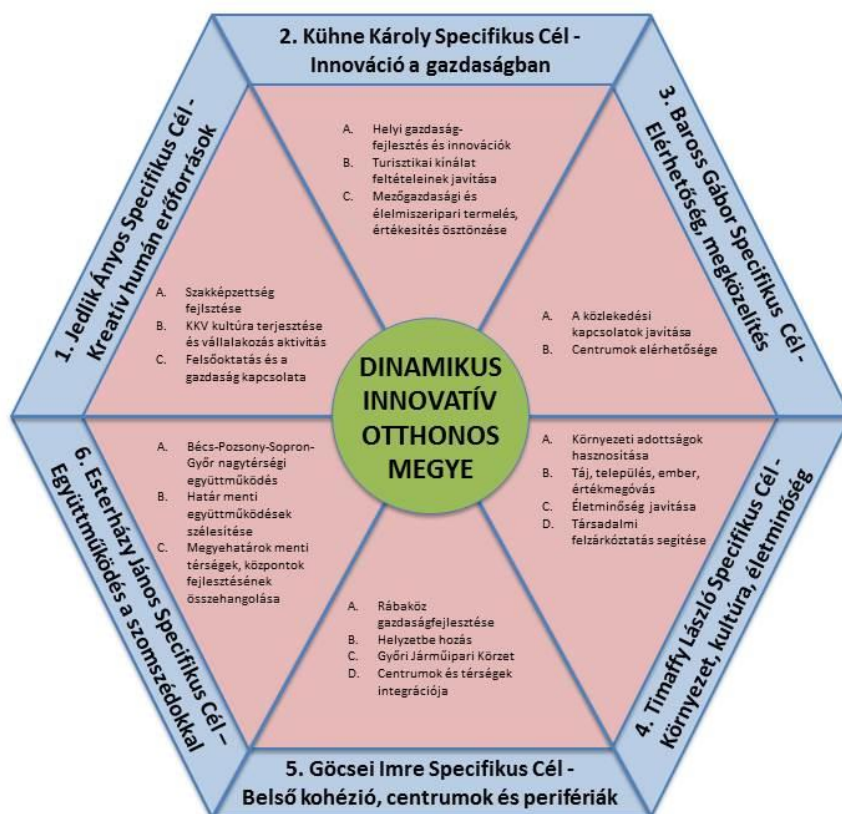 1. Jedlik Ányos Specifikus Cél -
Kreatív humán erőforrások
A. Szakképzettség
fejlsztése
B. KKV kultúra terjesztése
és vállalakozás aktivitás
C. Felsőoktatás és a
gazdaság kapcsolata
2. Kühne Károly Specifikus Cél -
Innováció a gazdaságban
A. Helyi gazdaság-
fejlesztés és innovációk
B. Turisztikai kínálat
feltételeinek javítása
C. Mezőgazdasági és
élelmiszeripari termelés,
értékesítés ösztönzése
3. Baross Gábor Specifikus Cél -
Elérhetőség, megközelítés
A. A közlekedési
kapcsolatok javítása
B. Centrumok elérhetősége
DINAMIKUS
INNOVATÍV
OTTHONOS
MEGYE
4. Timaffy László Specifikus Cél -
Környezet, kultúra, életminőség
A. Környezeti adottságok
hasznosítása
B. Táj, település, ember,
értékmegóvás
C. Életminőség javítása
D. Társadalmi
felzárkóztatás segítése
5. Göcsei Imre Specifikus Cél -
Belső kohézió, centrumok és perifériák
A. Rábaköz
gazdaságfejlesztése
B. Helyzetbe hozás
C. Győri Járműipari Körzet
D. Centrumok és térségek
integrációja
6. Esterházy János Specifikus Cél –
Együttműködés a szomszédokkal
A. Bécs-Pozsony-Sopron-
Győr nagytérségi
együttműködés
B. Határ menti
együttműködések
szélesítése
C. Megyehatárok menti
térségek, központok
fejlesztésének
összehangolása